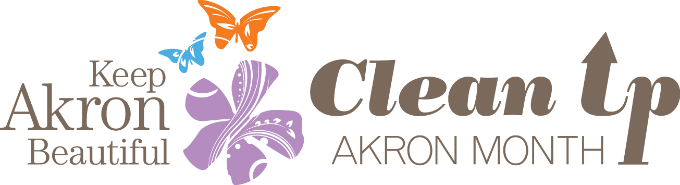 Keep
Akron
Beautiful
Clean Up
AKRON MONTH